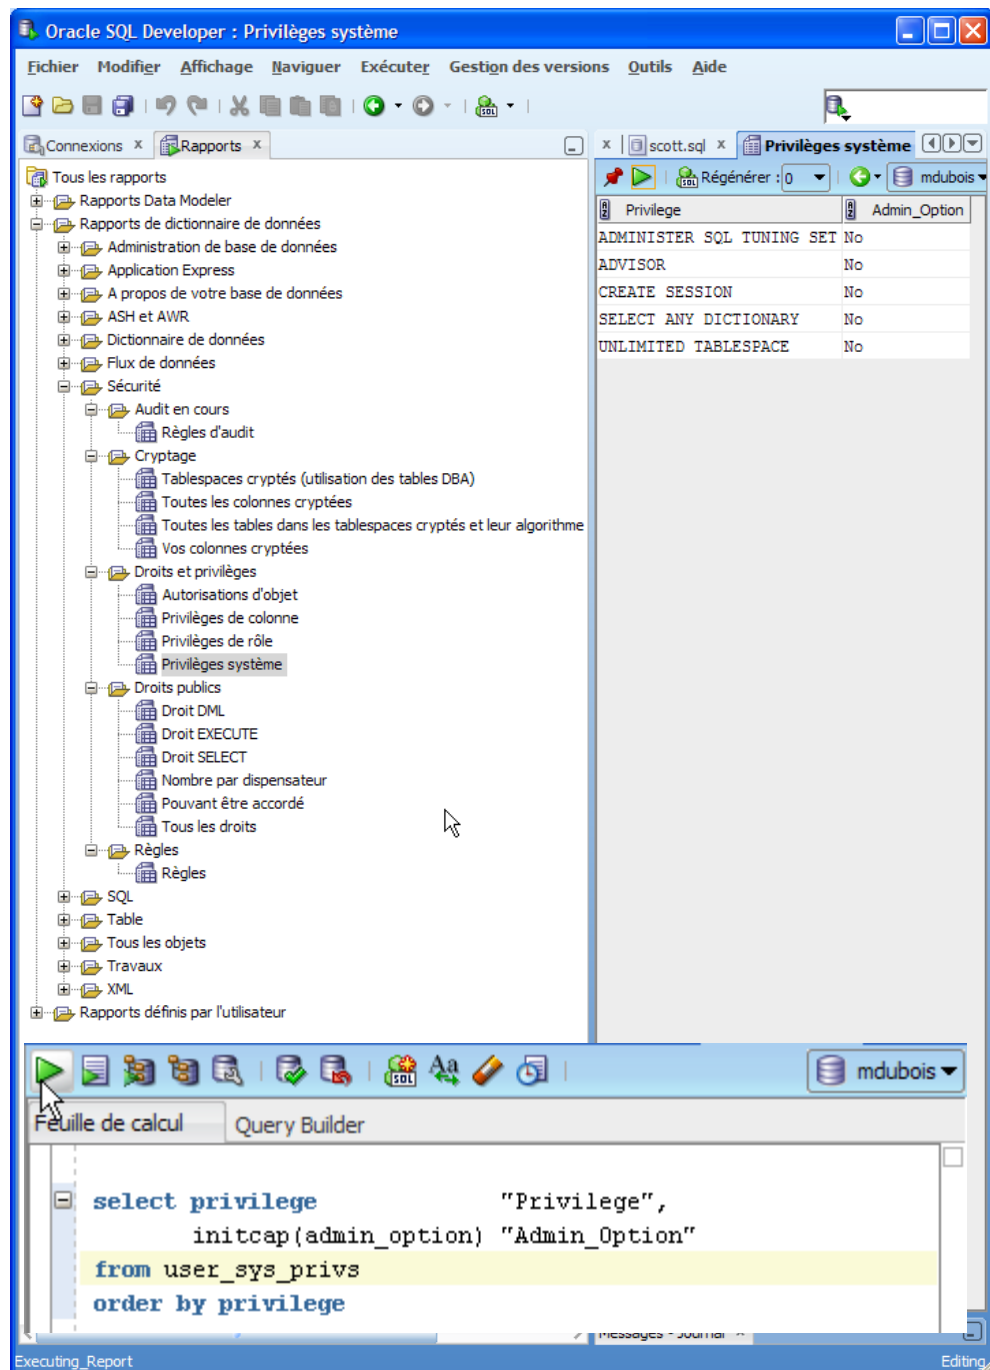 Oracle SQL Developer : Privilèges système
Fichier Modifier Affichage Naviguer Exécuter Gestion des versions Outils Aide
Connexions x Rapports x
x scott.sql x Privilèges système
Tous les rapports
Régénérer : 0 mdubois
Rapports Data Modeler
Privilege Admin_Option
Rapports de dictionnaire de données
ADMINISTER SQL TUNING SET No
Administration de base de données
ADVISOR No
Application Express
CREATE SESSION No
A propos de votre base de données
SELECT ANY DICTIONARY No
ASH et AWR
UNLIMITED TABLESPACE No
Dictionnaire de données
Flux de données
Sécurité
Audit en cours
Règles d'audit
Cryptage
Tablespaces cryptés (utilisation des tables DBA)
Toutes les colonnes cryptées
Toutes les tables dans les tablespaces cryptés et leur algorithme
Vos colonnes cryptées
Droits et privilèges
Autorisations d'objet
Privilèges de colonne
Privilèges de rôle
Privilèges système
Droits publics
Droit DML
Droit EXECUTE
Droit SELECT
Nombre par dispensateur
Pouvant être accordé
Tous les droits
Règles
Règles
SQL
Table
Tous les objets
Travaux
XML
Rapports définis par l'utilisateur
mdubois
Feuille de calcul Query Builder
select privilege "Privilege",
initcap(admin_option) "Admin_Option"
from user_sys_privs
order by privilege
Messages - Journal x
Executing_Report Editing